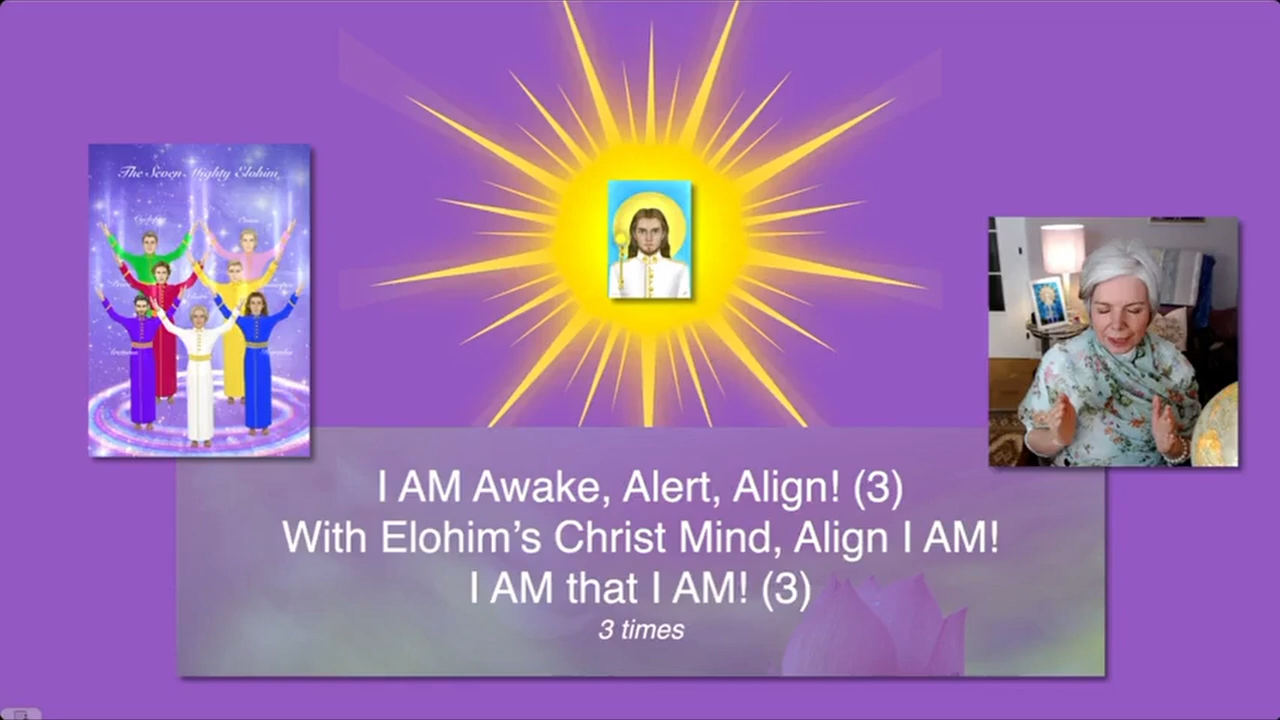 The Seven Mighty Elohim
I AM Awake, Alert, Align! (3)
With Elohim’s Christ Mind, Align I AM!
I AM that I AM! (3)
3 times